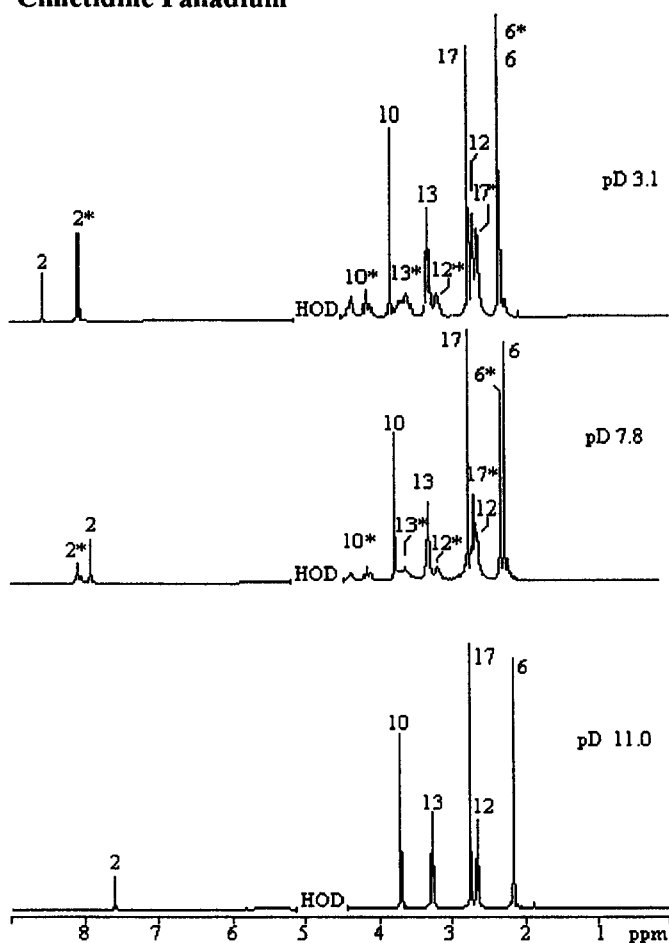 Cimetidine Palladium
6*
17 6
10
12
pD 3.1
13 17*
2*
2
10* 13* 12*
HOD
17
6
6*
pD 7.8
10
13 17*
12
2
2* 10* 13* 12*
HOD
17 6
10
pD 11.0
13 12
2
HOD
8 7 6 5 4 3 2 1 ppm